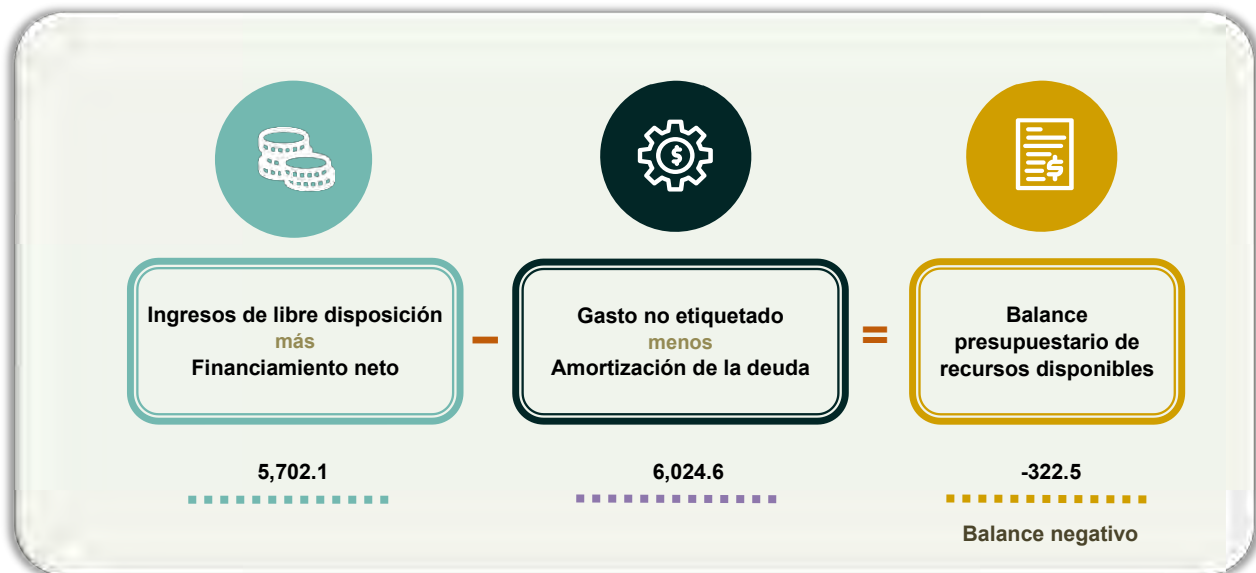 Ingresos de libre disposición
más
Financiamiento neto
−
Gasto no etiquetado
menos
Amortización de la deuda
=
Balance
presupuestario de
recursos disponibles
5,702.1
6,024.6
-322.5
Balance negativo